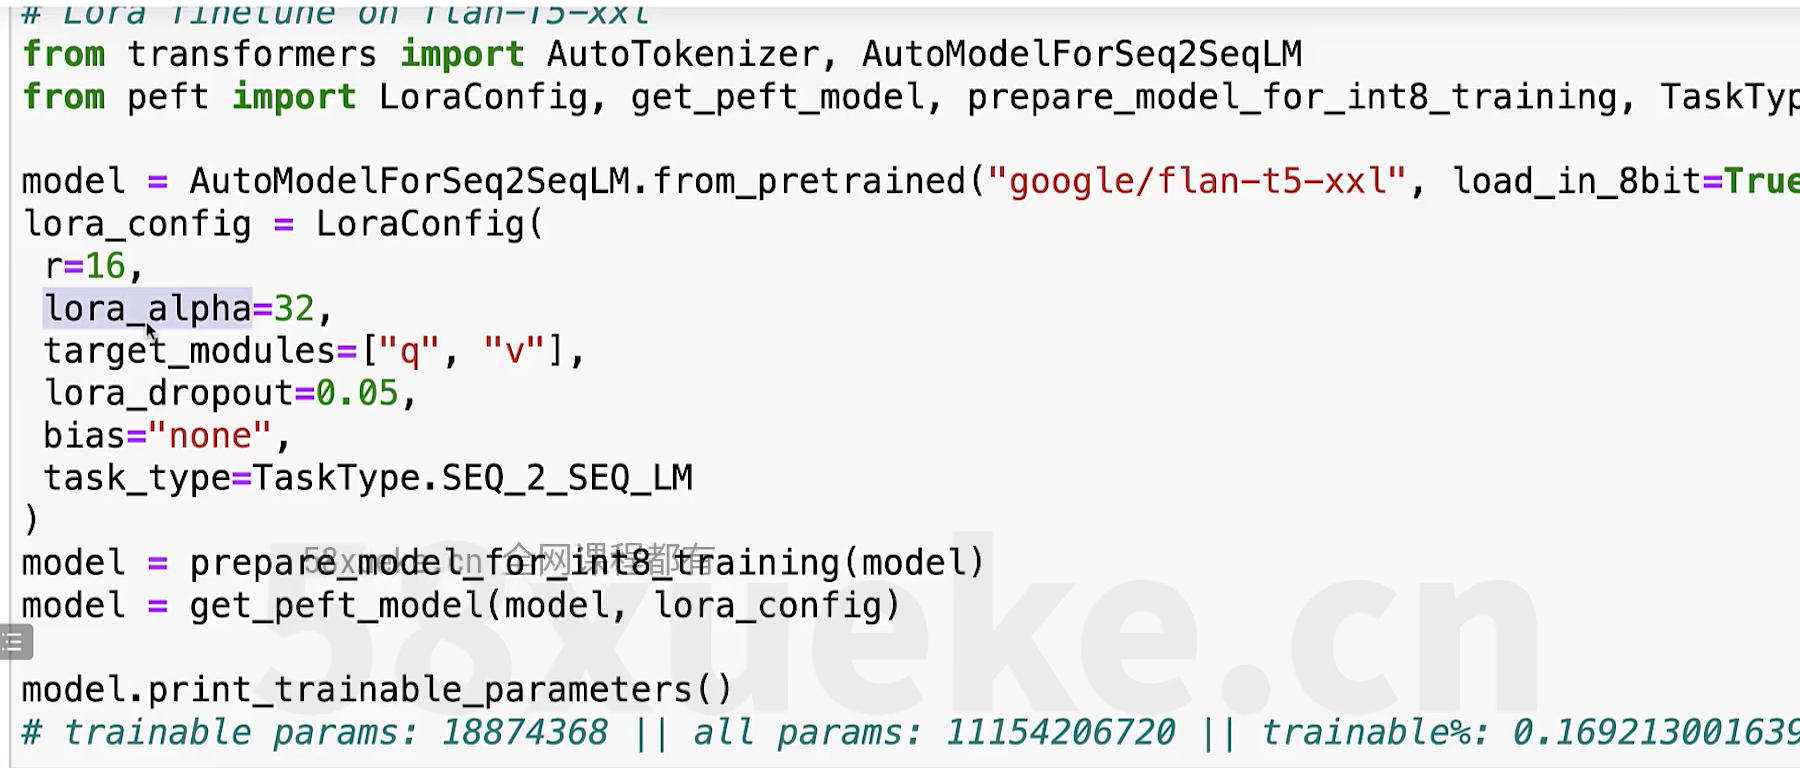 # Lora finetune on flan-T5-xxl
from transformers import AutoTokenizer, AutoModelForSeq2SeqLM
from peft import LoraConfig, get_peft_model, prepare_model_for_int8_training, TaskTyp
model = AutoModelForSeq2SeqLM.from_pretrained("google/flan-t5-xxl", load_in_8bit=True
lora_config = LoraConfig(
r=16,
lora_alpha=32,
target_modules=["q", "v"],
lora_dropout=0.05,
bias="none",
task_type=TaskType.SEQ_2_SEQ_LM
)
model = prepare_model_for_int8_training(model)
58xueke.cn 全网课程都有
model = get_peft_model(model, lora_config)
58xueke.cn
model.print_trainable_parameters()
# trainable params: 18874368 || all params: 11154206720 || trainable%: 0.169213001639